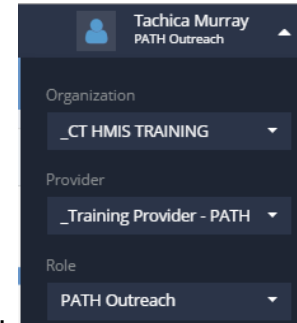 Tachica Murray
PATH Outreach
Organization
_CT HMIS TRAINING
Provider
_Training Provider - PATH
Role
PATH Outreach
.